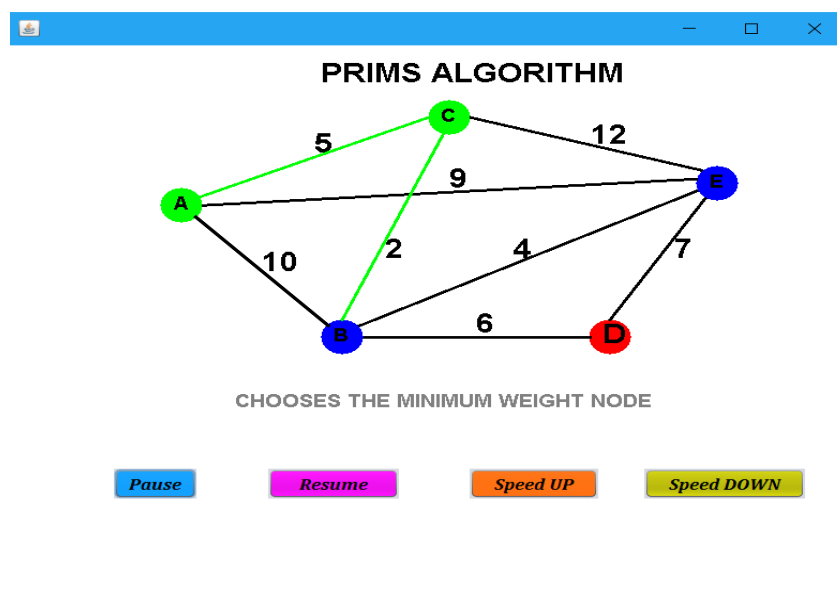 PRIMS ALGORITHM
C
5
12
9
E
A
10
2
4
7
6
B
D
CHOOSES THE MINIMUM WEIGHT NODE
Pause
Resume
Speed UP
Speed DOWN